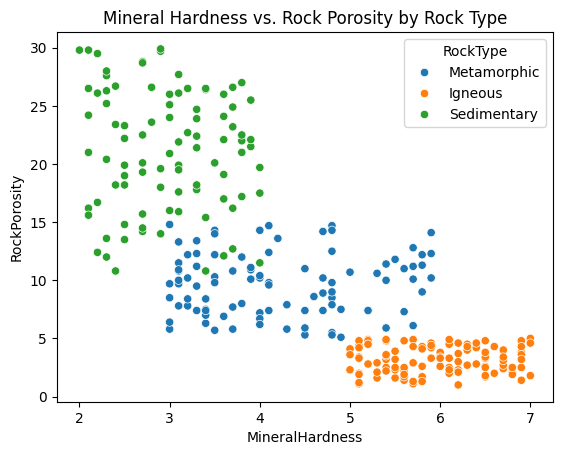 Mineral Hardness vs. Rock Porosity by Rock Type
RockType
Metamorphic
Igneous
Sedimentary
RockPorosity
30
25
20
15
10
5
0
2
3
4
5
6
7
MineralHardness